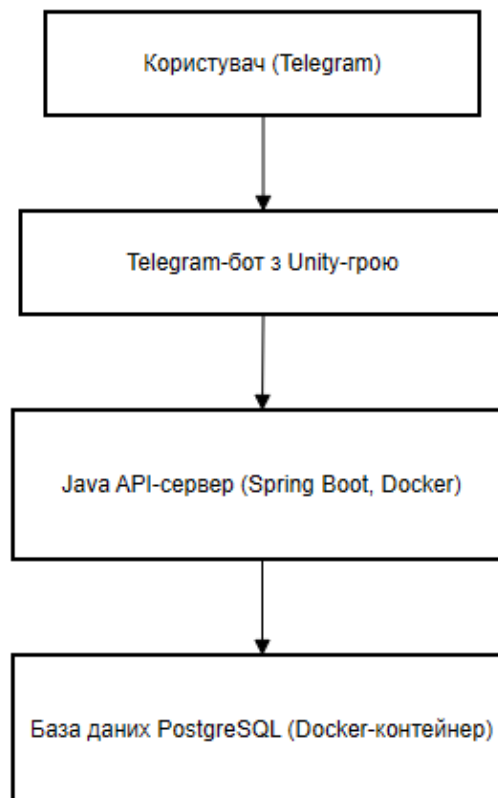 Користувач (Telegram)
Telegram-бот з Unity-грою
Java API-сервер (Spring Boot, Docker)
База даних PostgreSQL (Docker-контейнер)